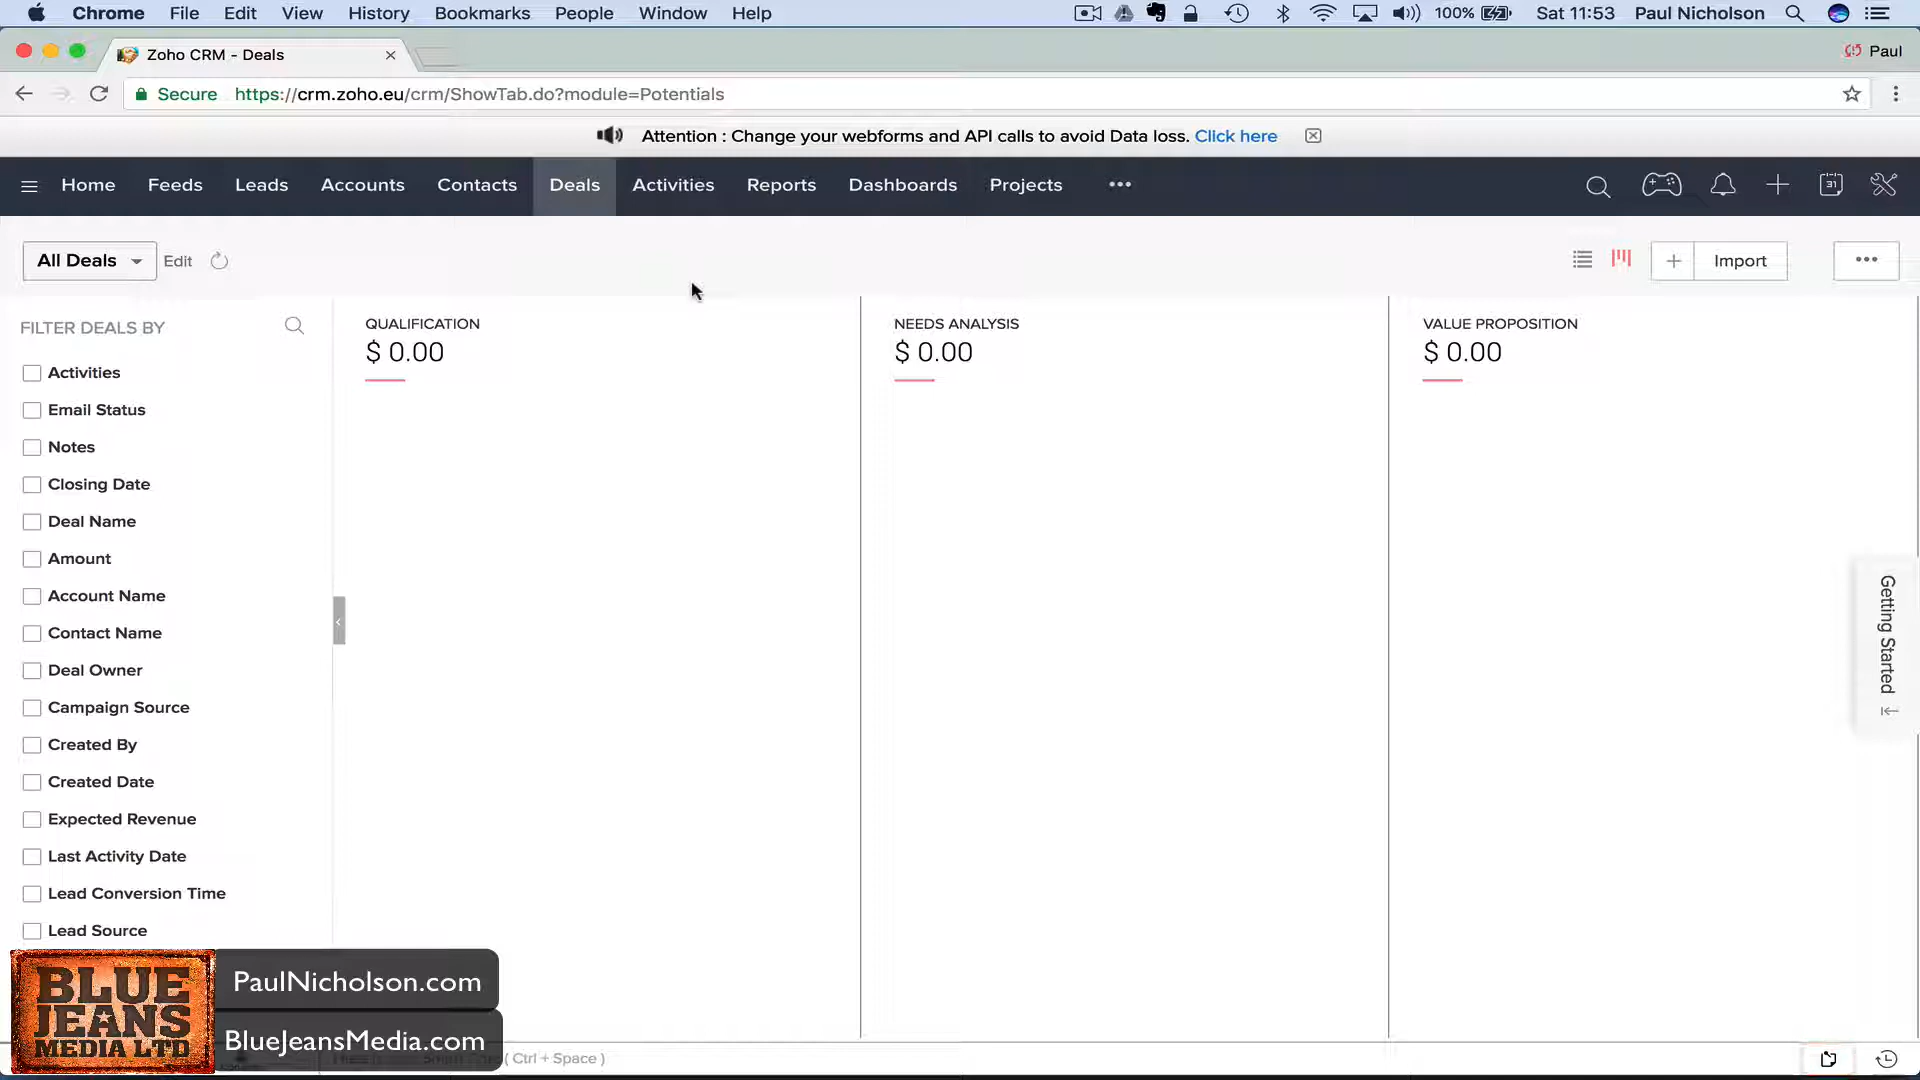 Chrome File Edit View History Bookmarks People Window Help 100% Sat 11:53 Paul Nicholson
Zoho CRM - Deals Paul
Secure https://crm.zoho.eu/crm/ShowTab.do?module=Potentials
Attention : Change your webforms and API calls to avoid Data loss. Click here
Home Feeds Leads Accounts Contacts Deals Activities Reports Dashboards Projects ••• 31
All Deals Edit Import •••
FILTER DEALS BY
Activities
Email Status
Notes
Closing Date
Deal Name
Amount
Account Name
Contact Name
Deal Owner
Campaign Source
Created By
Created Date
Expected Revenue
Last Activity Date
Lead Conversion Time
Lead Source
QUALIFICATION
$ 0.00
NEEDS ANALYSIS
$ 0.00
VALUE PROPOSITION
$ 0.00
Getting Started
BLUE
JEANS
MEDIA LTD
PaulNicholson.com
BlueJeansMedia.com
( Ctrl + Space )